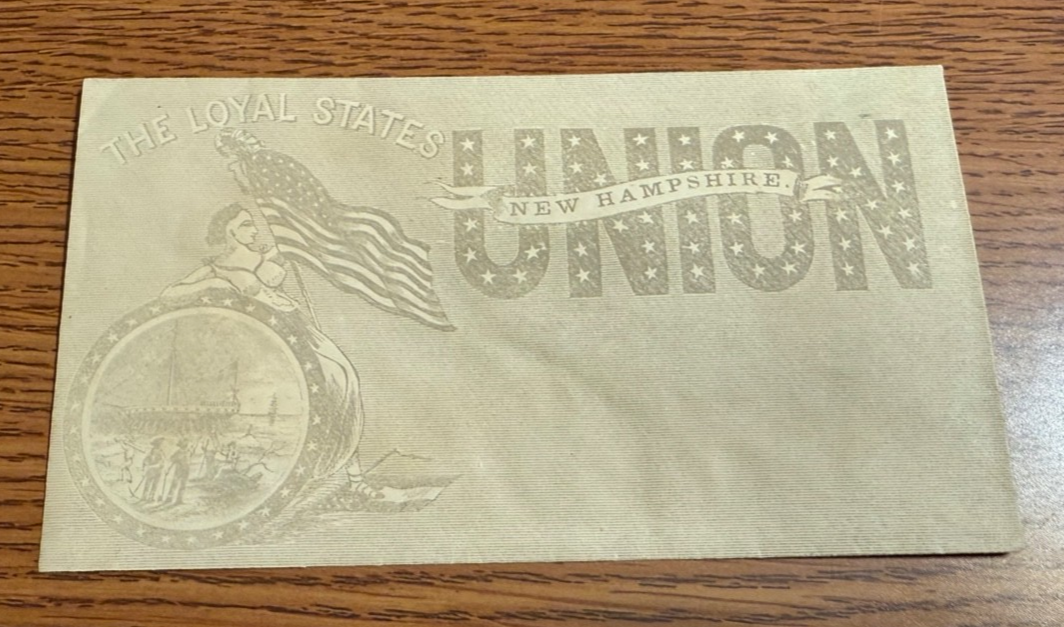 THE LOYAL STATES
UNION
NEW HAMPSHIRE.